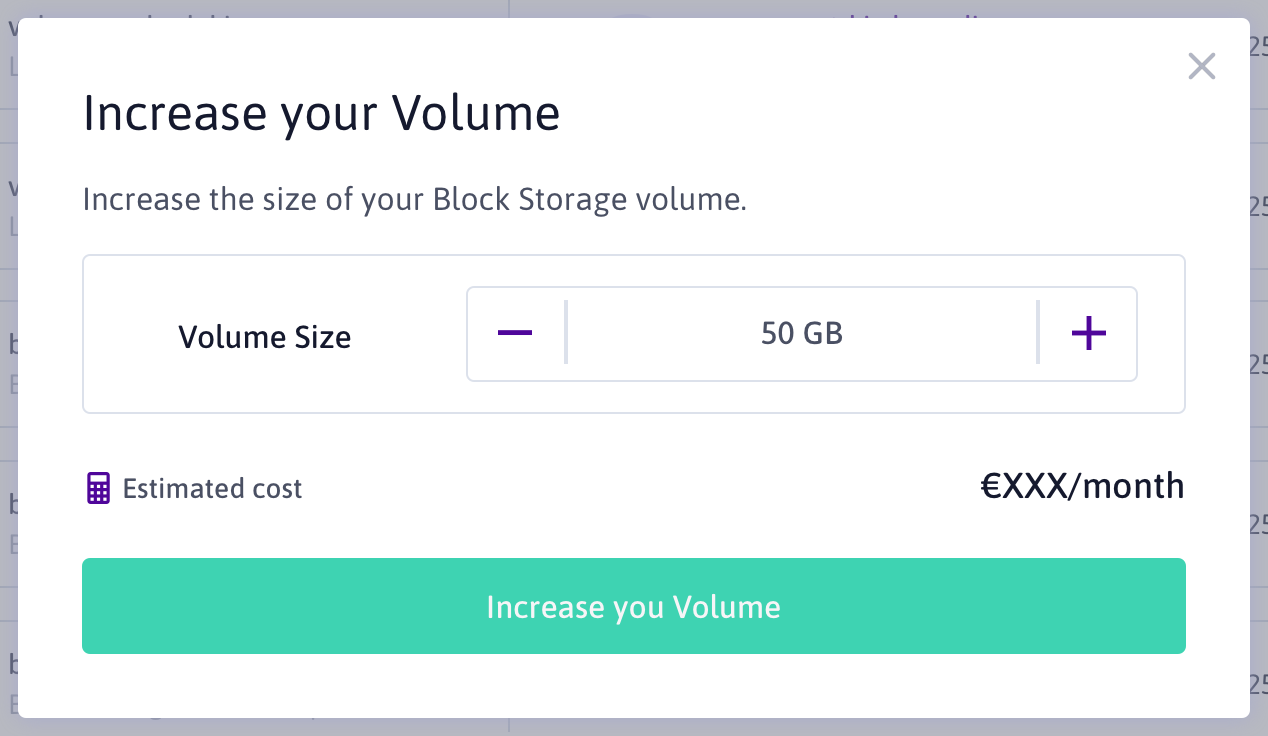 Increase your Volume
Increase the size of your Block Storage volume.
Volume Size
50 GB
Estimated cost
€XXX/month
Increase you Volume